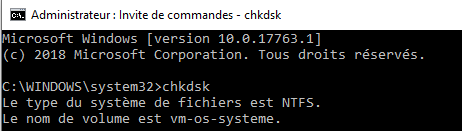 Administrateur : Invite de commandes - chkdsk
Microsoft Windows [version 10.0.17763.1]
(c) 2018 Microsoft Corporation. Tous droits réservés.
C:\WINDOWS\system32>chkdsk
Le type du système de fichiers est NTFS.
Le nom de volume est vm-os-systeme.